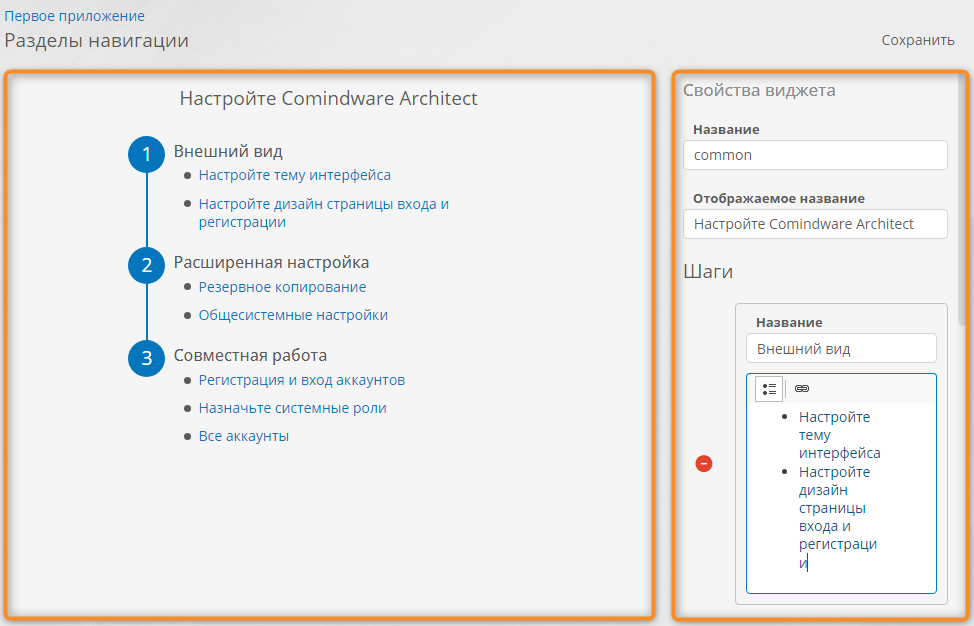 Первое приложение
Разделы навигации
Сохранить
Настройте Comindware Architect
1 Внешний вид
Настройте тему интерфейса
Настройте дизайн страницы входа и
регистрации
2 Расширенная настройка
Резервное копирование
Общесистемные настройки
3 Совместная работа
Регистрация и вход аккаунтов
Назначьте системные роли
Все аккаунты
Свойства виджета
Название
common
Отображаемое название
Настройте Comindware Architect
Шаги
Название
Внешний вид
Настройте
тему
интерфейса
Настройте
дизайн
страницы
входа и
регистраци
и